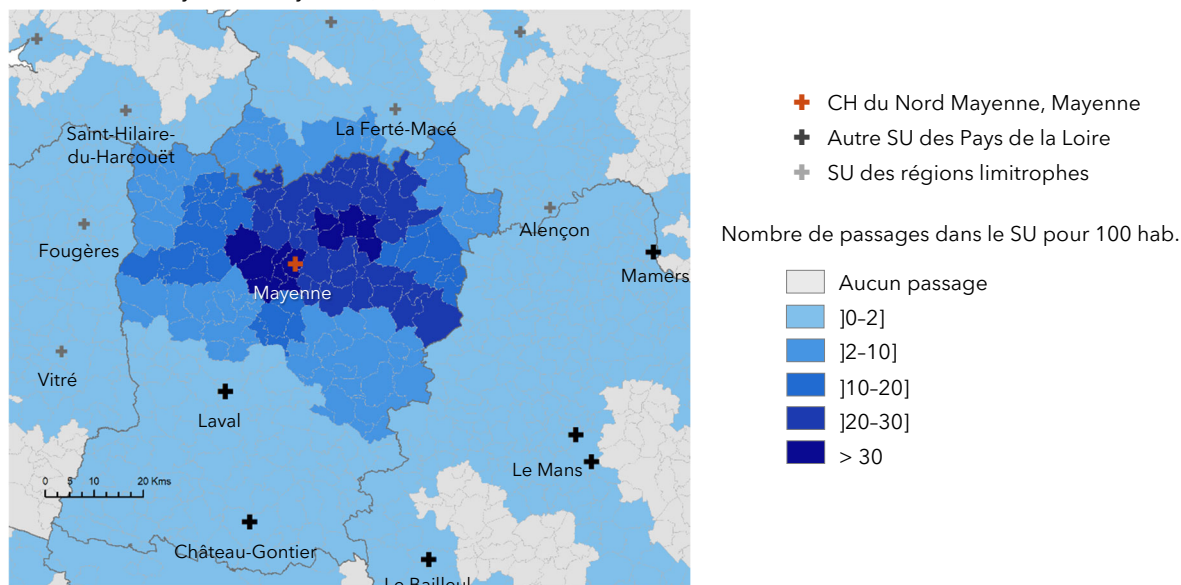 Saint-Hilaire-
du-Harcouët
La Ferté-Macé
Fougères
Alençon
Mamers
Mayenne
Vitré
Laval
Le Mans
0 5 10 20 Kms
Château-Gontier
Le Bailleul
CH du Nord Mayenne, Mayenne
Autre SU des Pays de la Loire
SU des régions limitrophes
Nombre de passages dans le SU pour 100 hab.
Aucun passage
]0–2]
]2–10]
]10–20]
]20–30]
> 30